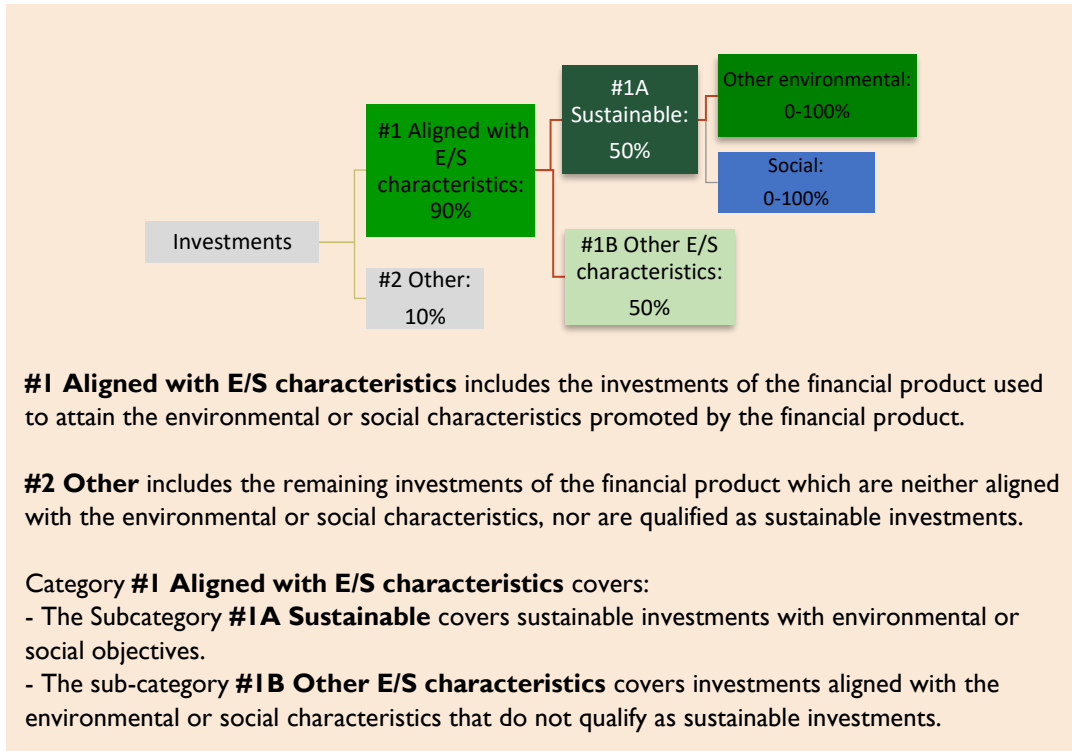 Investments
#1 Aligned with
E/S
characteristics:
90%
#2 Other:
10%
#1A
Sustainable:
50%
#1B Other E/S
characteristics:
50%
Other environmental:
0-100%
Social:
0-100%
#1 Aligned with E/S characteristics includes the investments of the financial product used
to attain the environmental or social characteristics promoted by the financial product.
#2 Other includes the remaining investments of the financial product which are neither aligned
with the environmental or social characteristics, nor are qualified as sustainable investments.
Category #1 Aligned with E/S characteristics covers:
- The Subcategory #1A Sustainable covers sustainable investments with environmental or
social objectives.
- The sub-category #1B Other E/S characteristics covers investments aligned with the
environmental or social characteristics that do not qualify as sustainable investments.